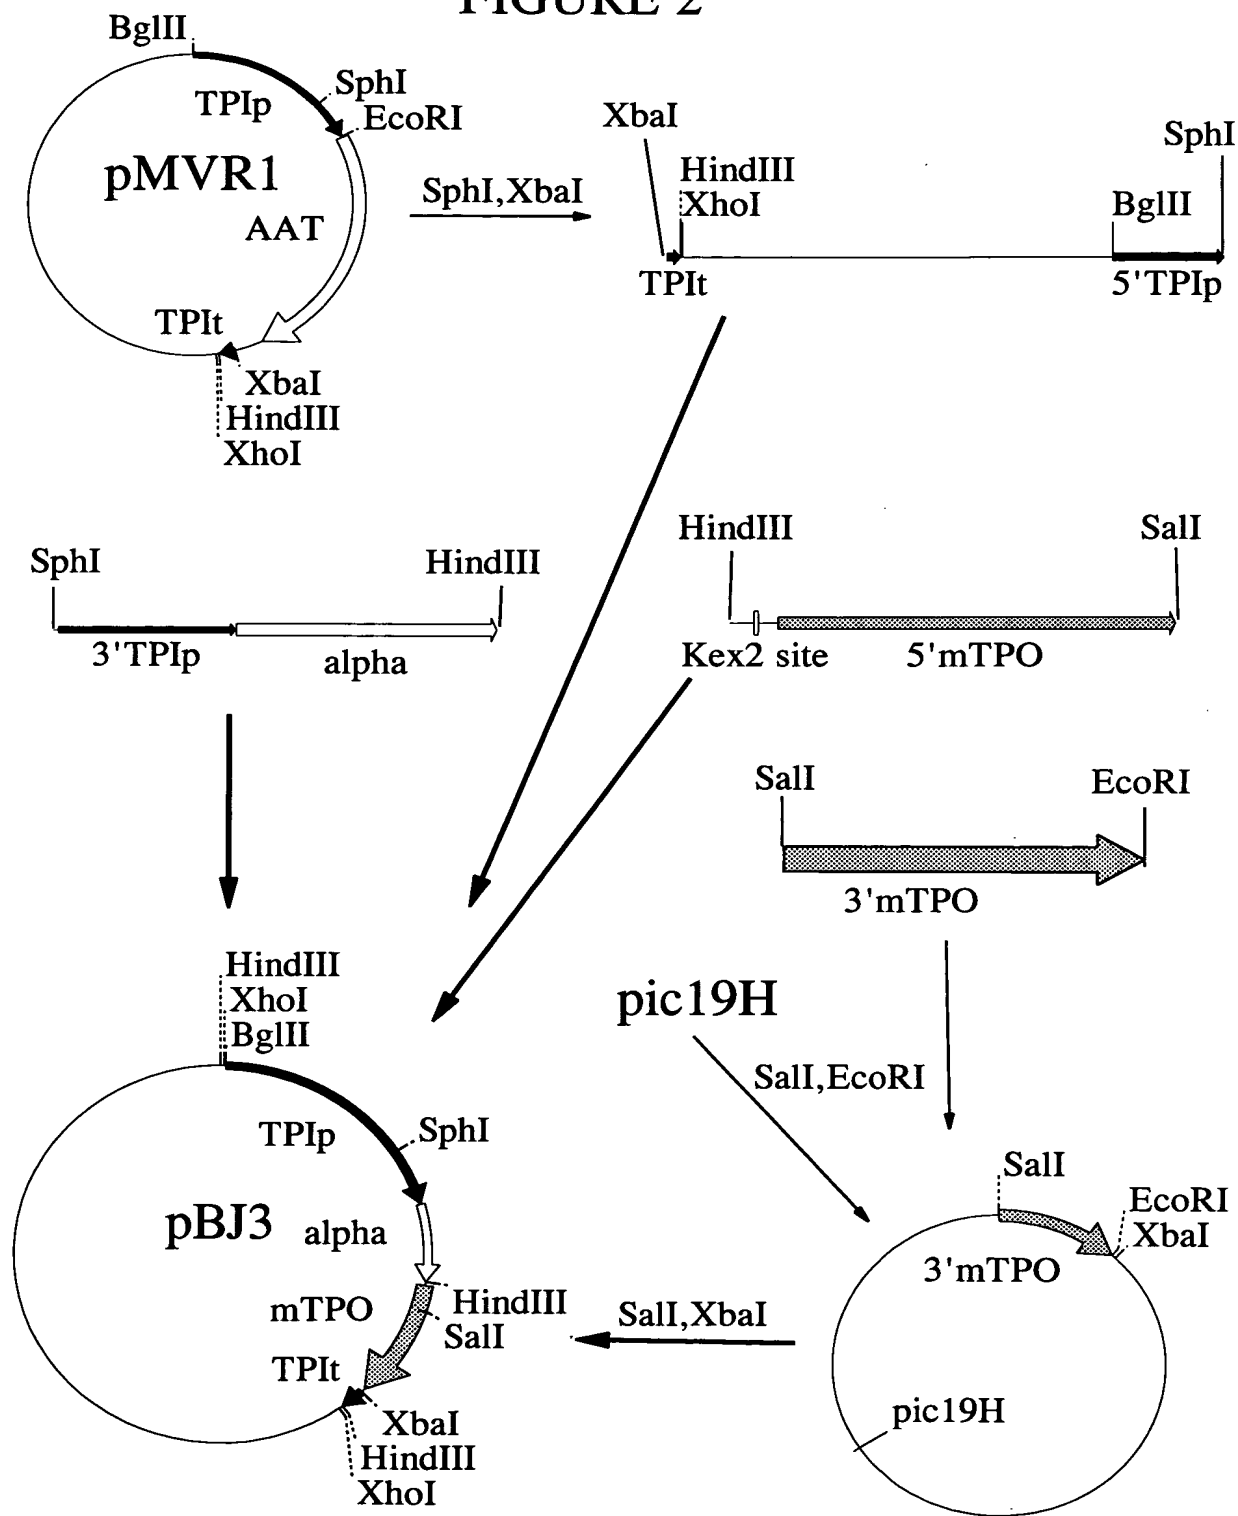 FIGURE 2
BglII
SphI
TPIp
EcoRI
pMVR1
AAT
TPIt
XbaI
HindIII
XhoI
SphI,XbaI
XbaI
HindIII
XhoI
SphI
BglII
TPIt
5'TPIp
SphI
HindIII
3'TPIp
alpha
HindIII
SalI
Kex2 site
5'mTPO
SalI
EcoRI
3'mTPO
pic19H
SalI,EcoRI
HindIII
XhoI
BglII
TPIp
SphI
pBJ3
alpha
mTPO
HindIII
SalI
TPIt
XbaI
HindIII
XhoI
SalI,XbaI
SalI
EcoRI
XbaI
3'mTPO
pic19H